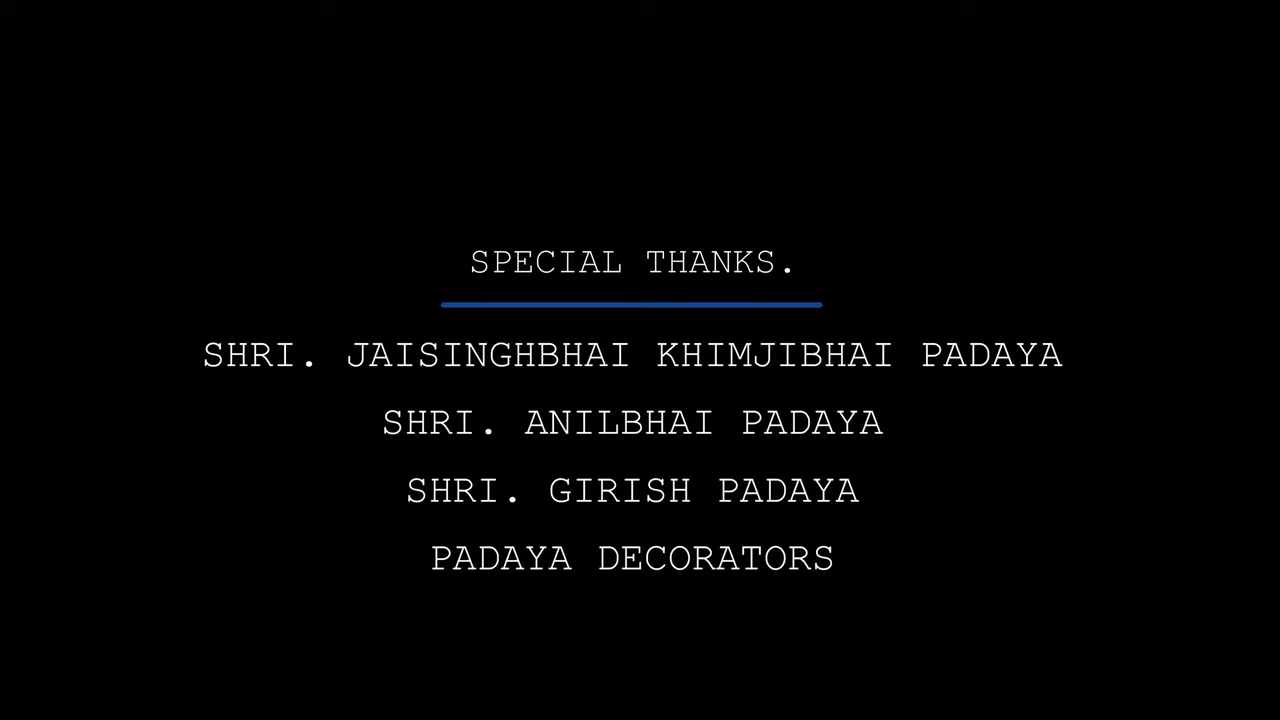 SPECIAL THANKS.
SHRI. JAISINGHBHAI KHIMJIBHAI PADAYA
SHRI. ANILBHAI PADAYA
SHRI. GIRISH PADAYA
PADAYA DECORATORS